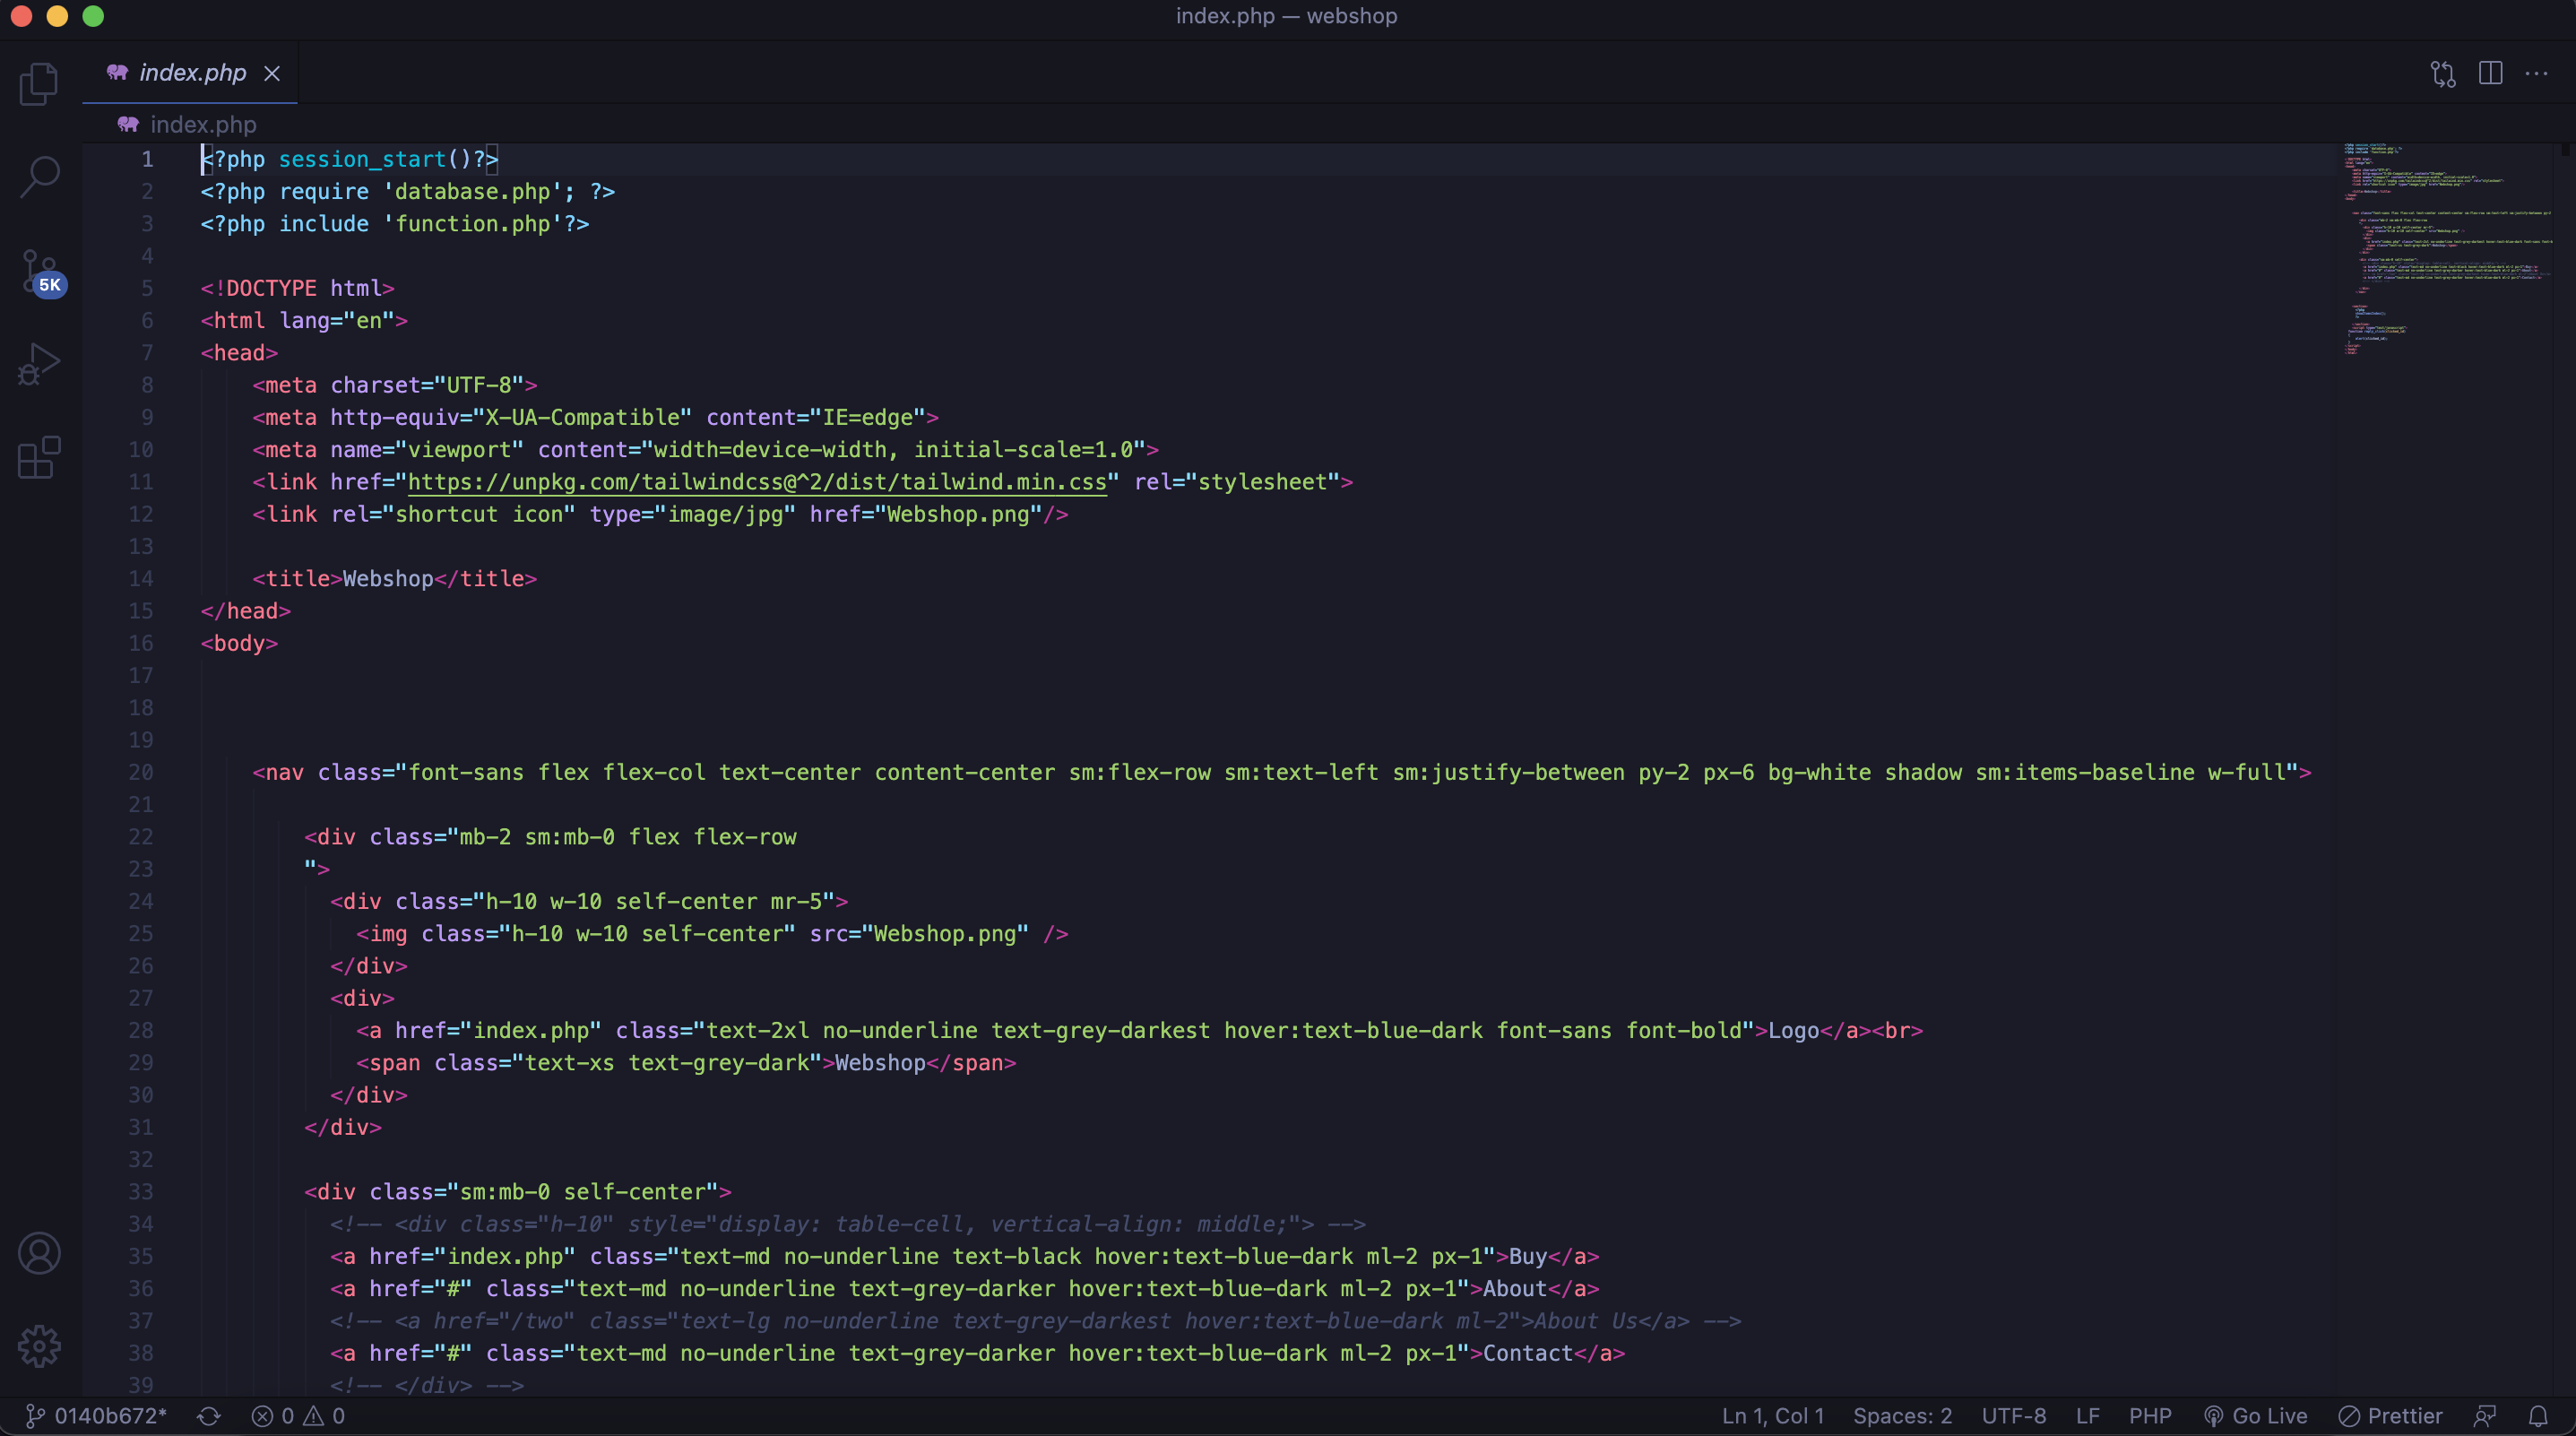 index.php — webshop
index.php
index.php
1 <?php session_start()?>
2 <?php require 'database.php'; ?>
3 <?php include 'function.php'?>
4
5 <!DOCTYPE html>
6 <html lang="en">
7 <head>
8 <meta charset="UTF-8">
9 <meta http-equiv="X-UA-Compatible" content="IE=edge">
10 <meta name="viewport" content="width=device-width, initial-scale=1.0">
11 <link href="https://unpkg.com/tailwindcss@^2/dist/tailwind.min.css" rel="stylesheet">
12 <link rel="shortcut icon" type="image/jpg" href="Webshop.png"/>
13
14 <title>Webshop</title>
15 </head>
16 <body>
17
18
19
20 <nav class="font-sans flex flex-col text-center content-center sm:flex-row sm:text-left sm:justify-between py-2 px-6 bg-white shadow sm:items-baseline w-full">
21
22 <div class="mb-2 sm:mb-0 flex flex-row
23 ">
24 <div class="h-10 w-10 self-center mr-5">
25 <img class="h-10 w-10 self-center" src="Webshop.png" />
26 </div>
27 <div>
28 <a href="index.php" class="text-2xl no-underline text-grey-darkest hover:text-blue-dark font-sans font-bold">Logo</a><br>
29 <span class="text-xs text-grey-dark">Webshop</span>
30 </div>
31 </div>
32
33 <div class="sm:mb-0 self-center">
34 <!-- <div class="h-10" style="display: table-cell, vertical-align: middle;"> -->
35 <a href="index.php" class="text-md no-underline text-black hover:text-blue-dark ml-2 px-1">Buy</a>
36 <a href="#" class="text-md no-underline text-grey-darker hover:text-blue-dark ml-2 px-1">About</a>
37 <!-- <a href="/two" class="text-lg no-underline text-grey-darkest hover:text-blue-dark ml-2">About Us</a> -->
38 <a href="#" class="text-md no-underline text-grey-darker hover:text-blue-dark ml-2 px-1">Contact</a>
39 <!-- </div> -->
5K
0140b672* 0 0 Ln 1, Col 1 Spaces: 2 UTF-8 LF PHP Go Live Prettier